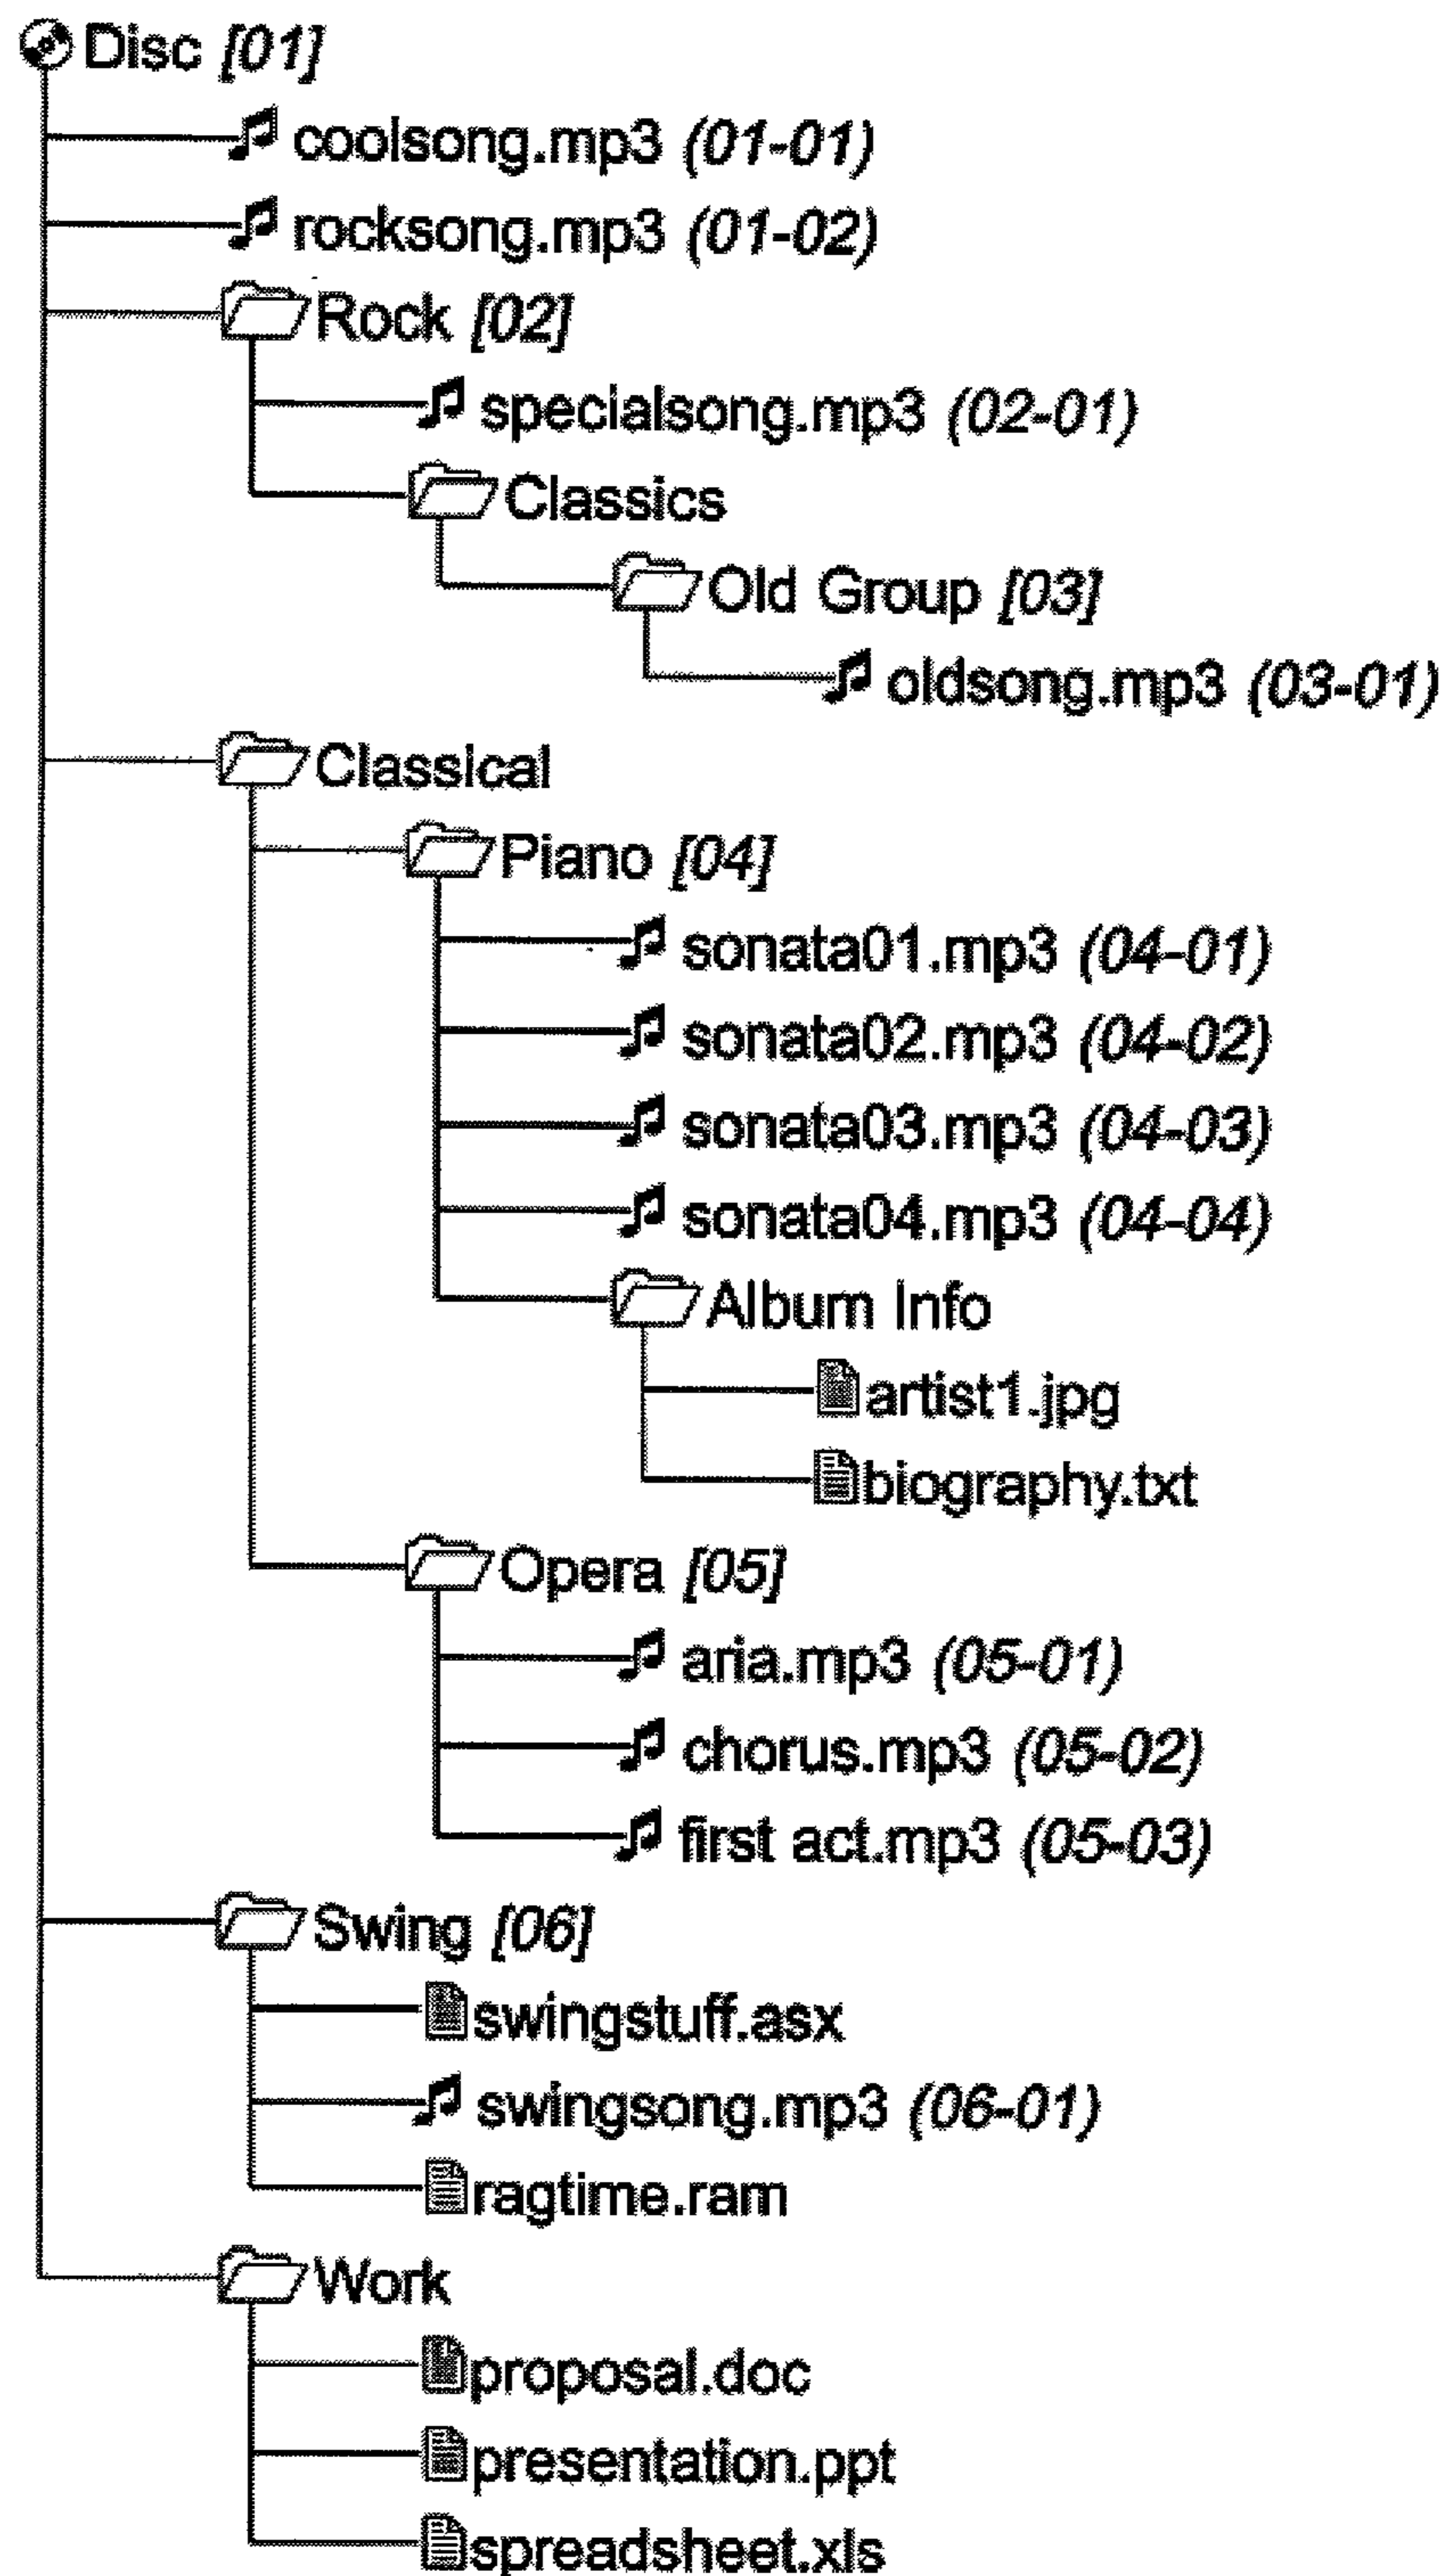 Disc [01]
coolsong.mp3 (01-01)
rocksong.mp3 (01-02)
Rock [02]
specialsong.mp3 (02-01)
Classics
Old Group [03]
oldsong.mp3 (03-01)
Classical
Piano [04]
sonata01.mp3 (04-01)
sonata02.mp3 (04-02)
sonata03.mp3 (04-03)
sonata04.mp3 (04-04)
Album Info
artist1.jpg
biography.txt
Opera [05]
aria.mp3 (05-01)
chorus.mp3 (05-02)
first act.mp3 (05-03)
Swing [06]
swingstuff.asx
swingsong.mp3 (06-01)
ragtime.ram
Work
proposal.doc
presentation.ppt
spreadsheet.xls